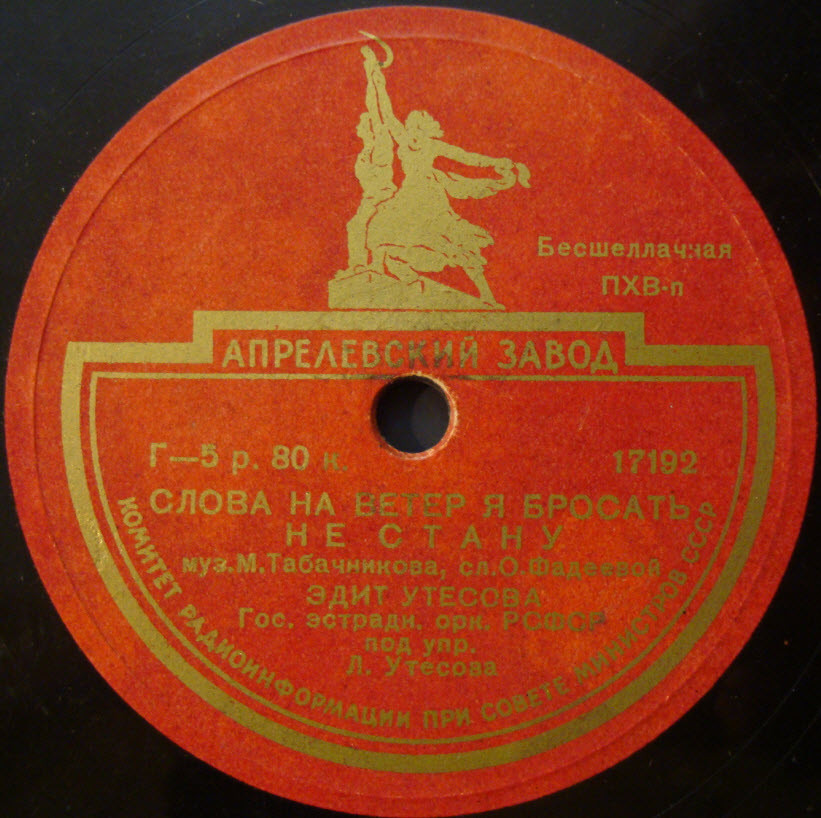 Бесшеллачная
ПХВ-п
АПРЕЛЕВСКИЙ ЗАВОД
Г—5 р. 80 к. 17192
СЛОВА НА ВЕТЕР Я БРОСАТЬ
НЕ СТАНУ
муз. М. Табачникова, сл. О. Фадеевой
ЭДИТ УТЕСОВА
Гос. эстрадн. орк. РСФСР
под упр.
Л. Утесова
КОМИТЕТ РАДИОИНФОРМАЦИИ ПРИ СОВЕТЕ МИНИСТРОВ СССР